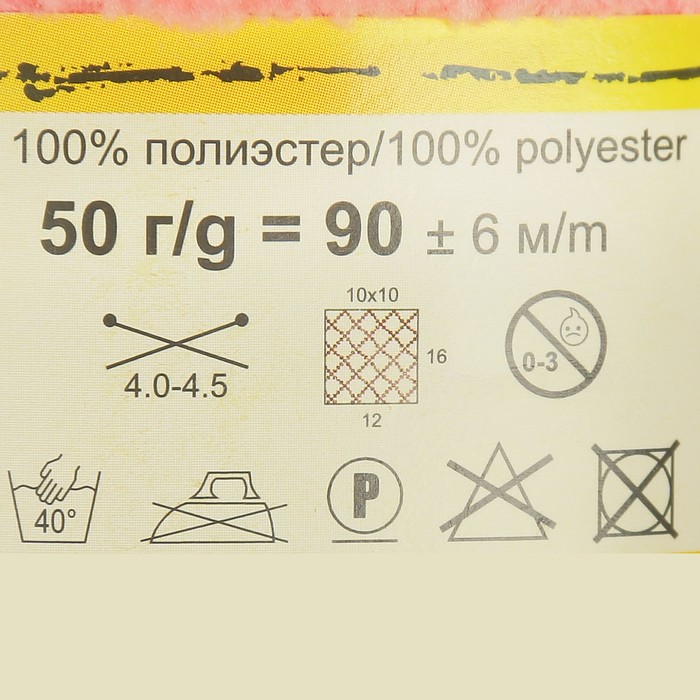 100% полиэстер/100% polyester
50 г/g = 90 ± 6 м/m
10x10
16
0-3
4.0-4.5
12
40°
P